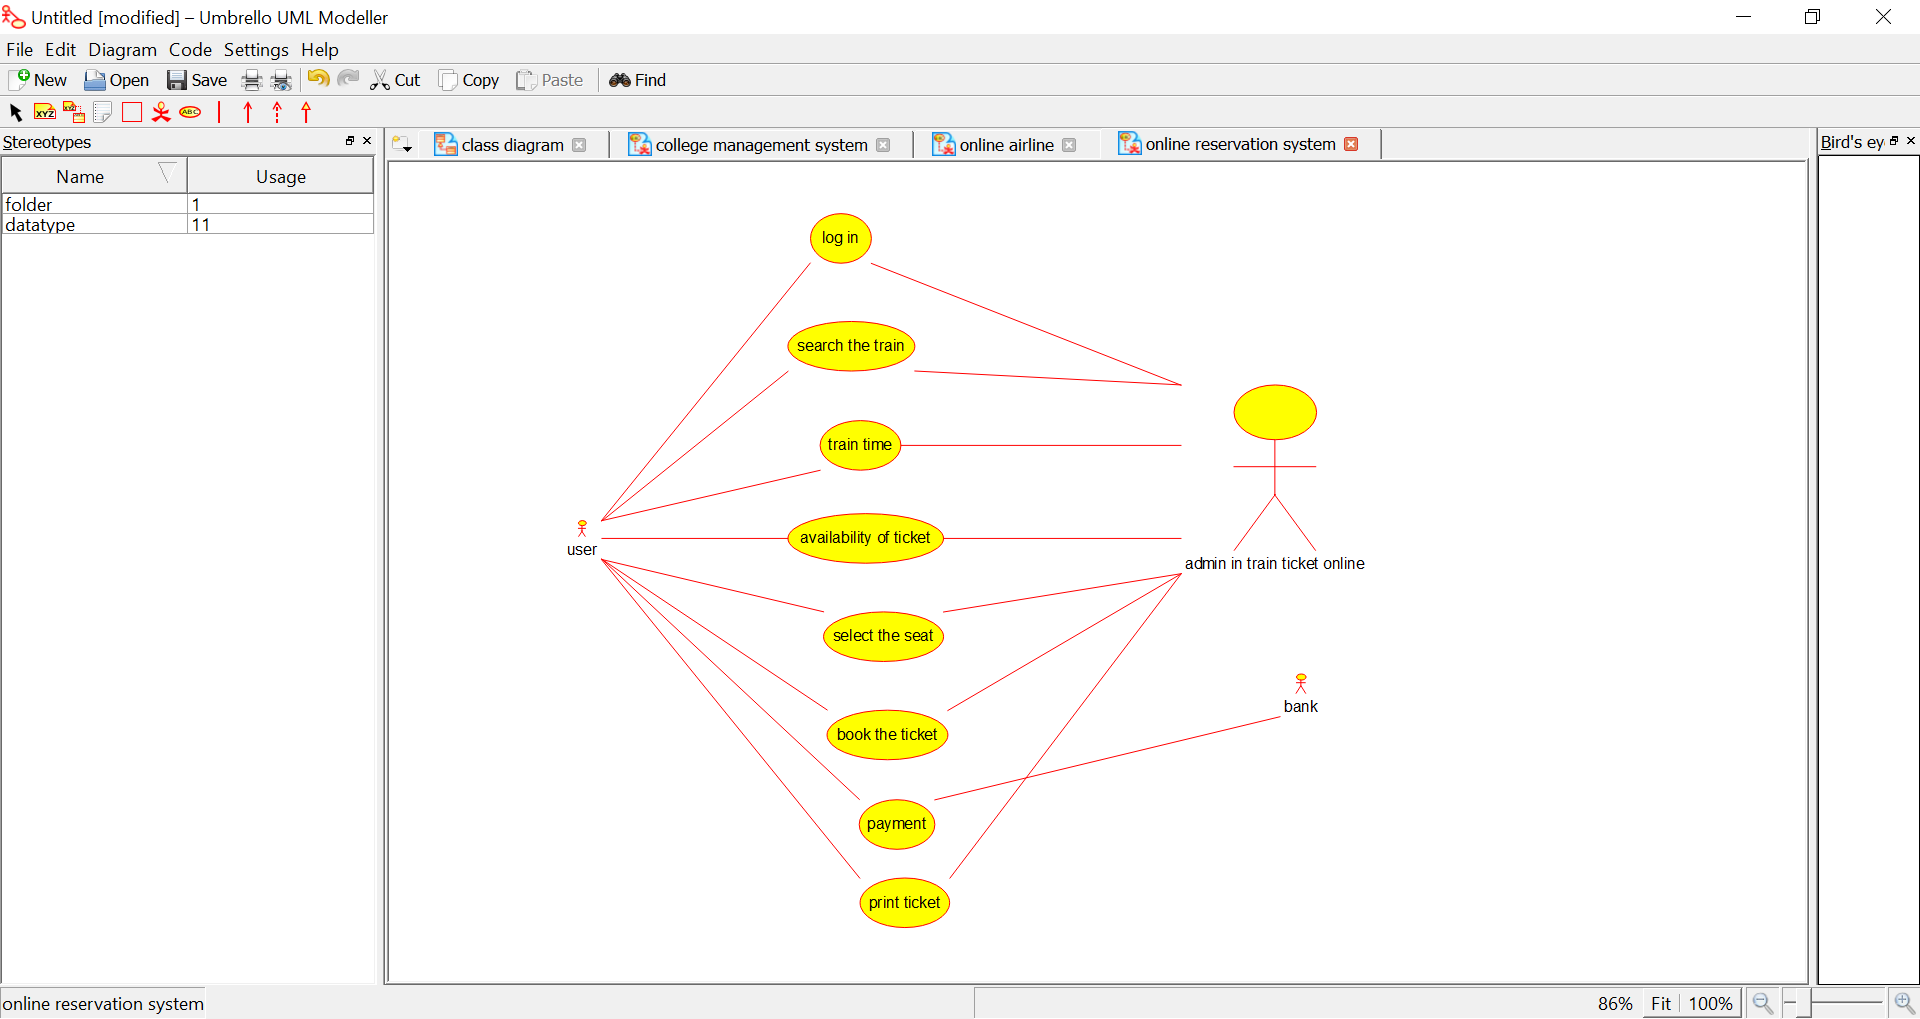 Untitled [modified] – Umbrello UML Modeller
File Edit Diagram Code Settings Help
New Open Save Cut Copy Paste Find
XYZ XYZ ABC
Stereotypes
class diagram college management system online airline online reservation system
Bird's ey
Name Usage
folder 1
datatype 11
log in
search the train
train time
availability of ticket
user
admin in train ticket online
select the seat
bank
book the ticket
payment
print ticket
online reservation system
86% Fit 100%